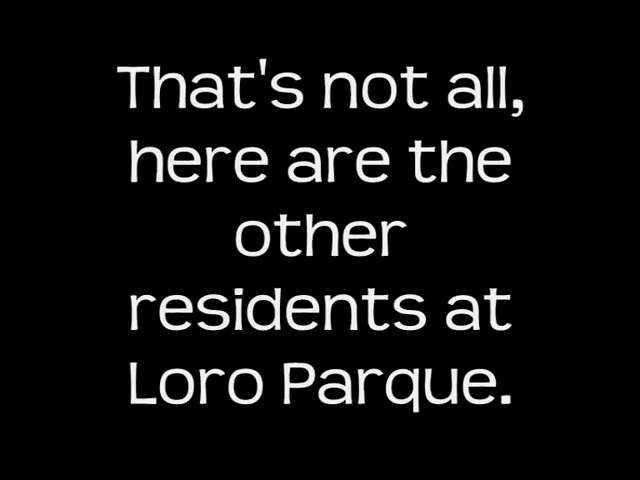 That's not all,
here are the
other
residents at
Loro Parque.